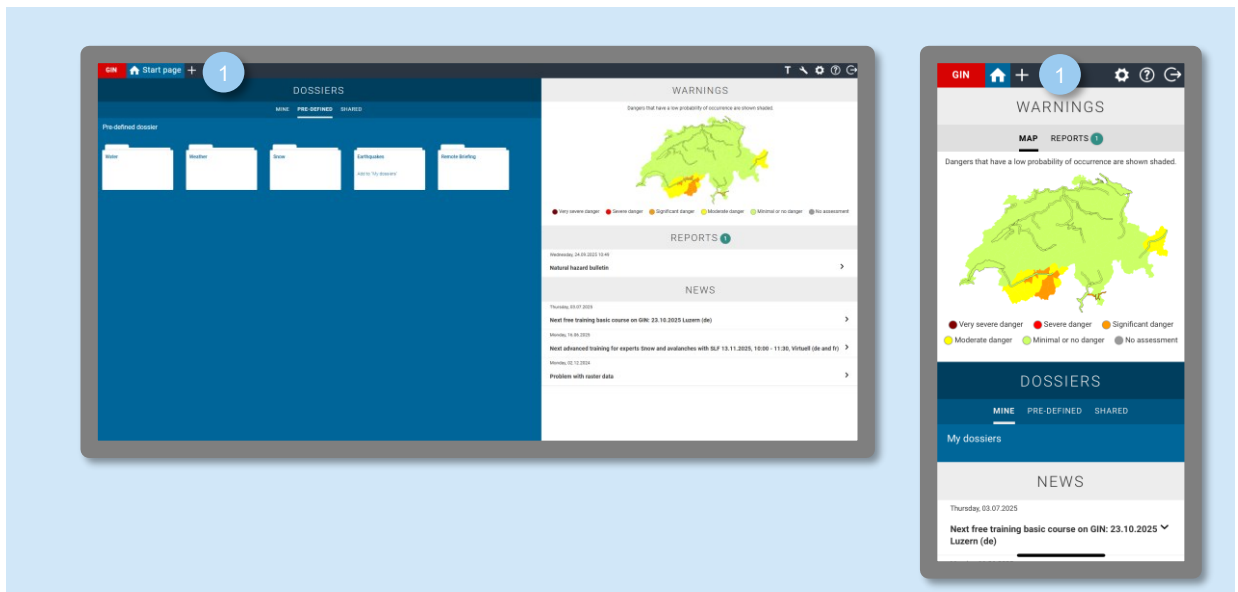 GIN Start page + 1 T
DOSSIERS
MINE PRE-DEFINED SHARED
Pre-defined dossier
Water Weather Snow Earthquakes Remote Briefing
Add to 'My dossiers'
WARNINGS
Dangers that have a low probability of occurrence are shown shaded.
Very severe danger Severe danger Significant danger Moderate danger Minimal or no danger No assessment
REPORTS 1
Natural hazard bulletin
NEWS
Thursday, 03.07.2025
Next free training basic course on GIN: 23.10.2025 Luzern (de)
Monday, 16.06.2025
Next advanced training for experts Snow and avalanches with SLF 13.11.2025, 10:00 - 11:30, Virtuell (de and fr)
Monday, 02.12.2024
Problem with raster data
GIN + 1 ?
WARNINGS
MAP REPORTS 1
Dangers that have a low probability of occurrence are shown shaded.
Very severe danger Severe danger Significant danger
Moderate danger Minimal or no danger No assessment
DOSSIERS
MINE PRE-DEFINED SHARED
My dossiers
NEWS
Thursday, 03.07.2025
Next free training basic course on GIN: 23.10.2025
Luzern (de)